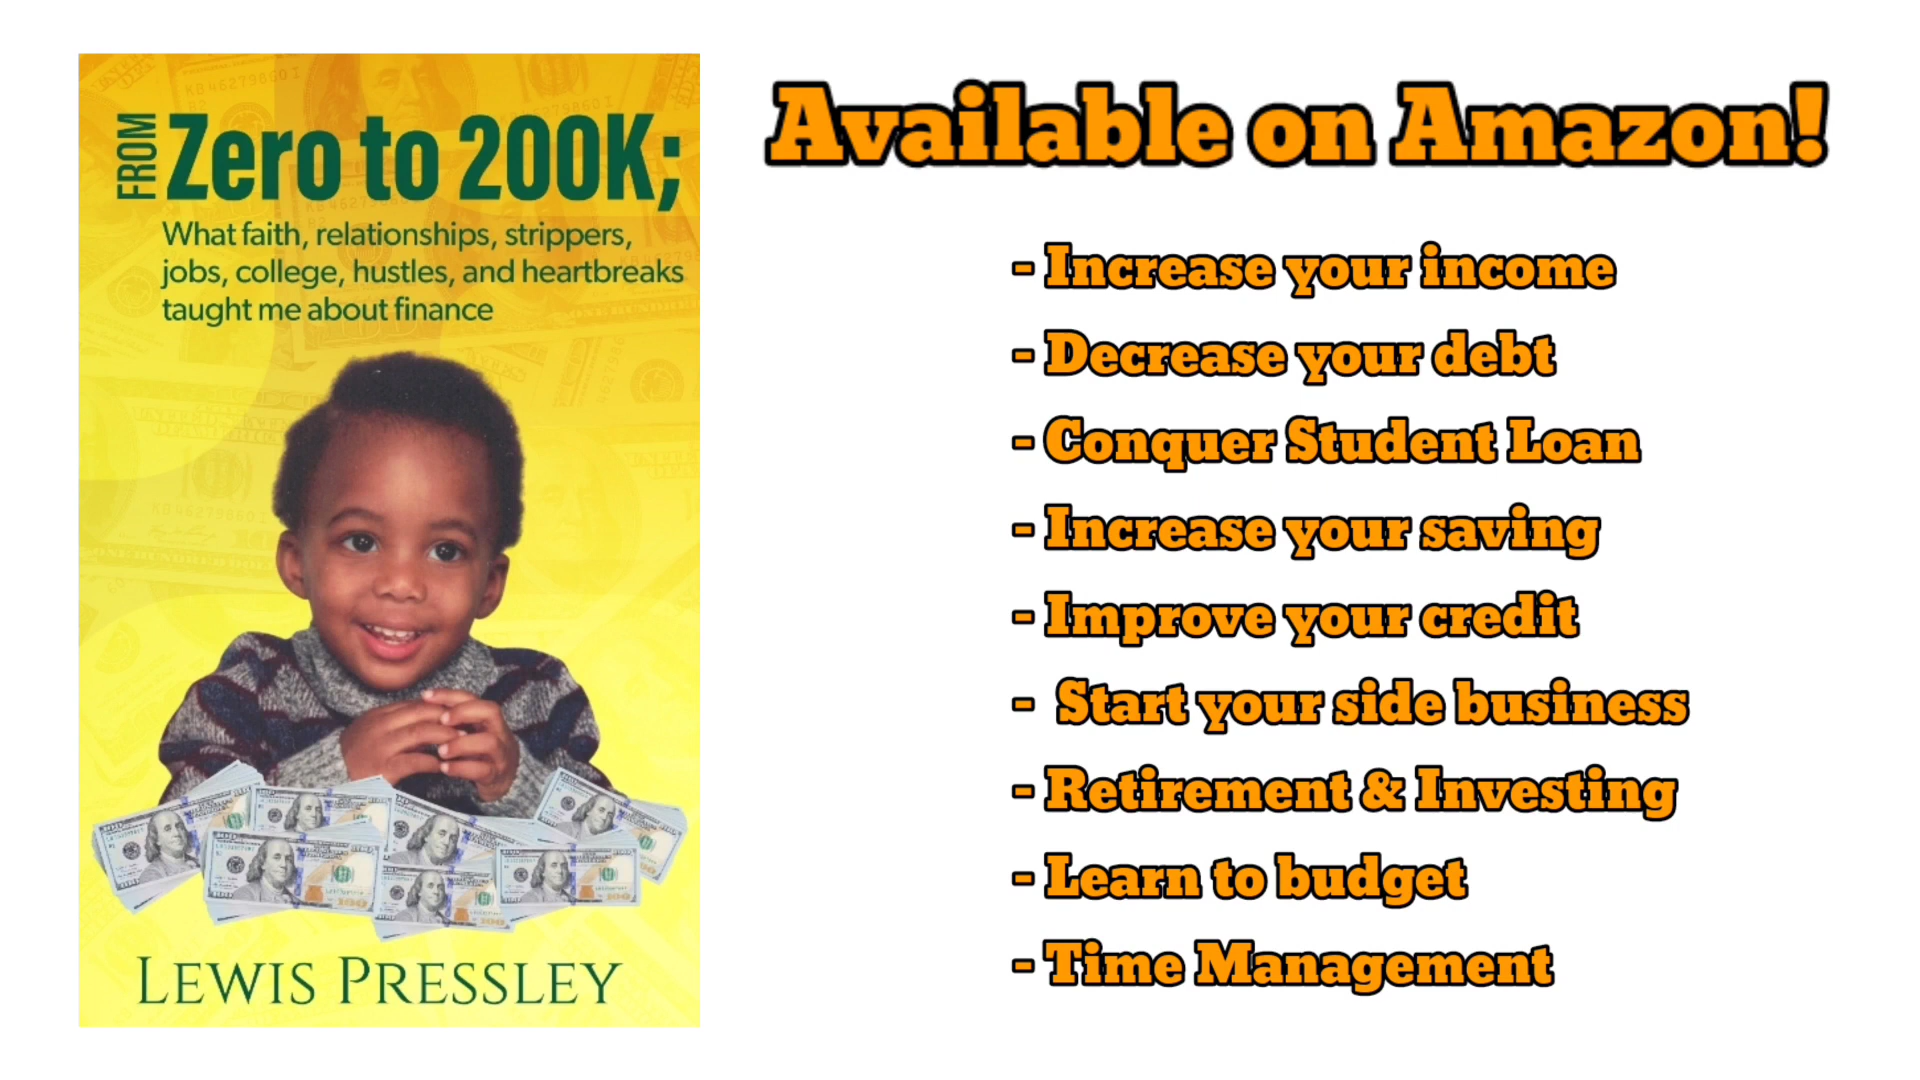 FROM
Zero to 200K;
What faith, relationships, strippers,
jobs, college, hustles, and heartbreaks
taught me about finance
LEWIS PRESSLEY
Available on Amazon!
- Increase your income
- Decrease your debt
- Conquer Student Loan
- Increase your saving
- Improve your credit
- Start your side business
- Retirement & Investing
- Learn to budget
- Time Management